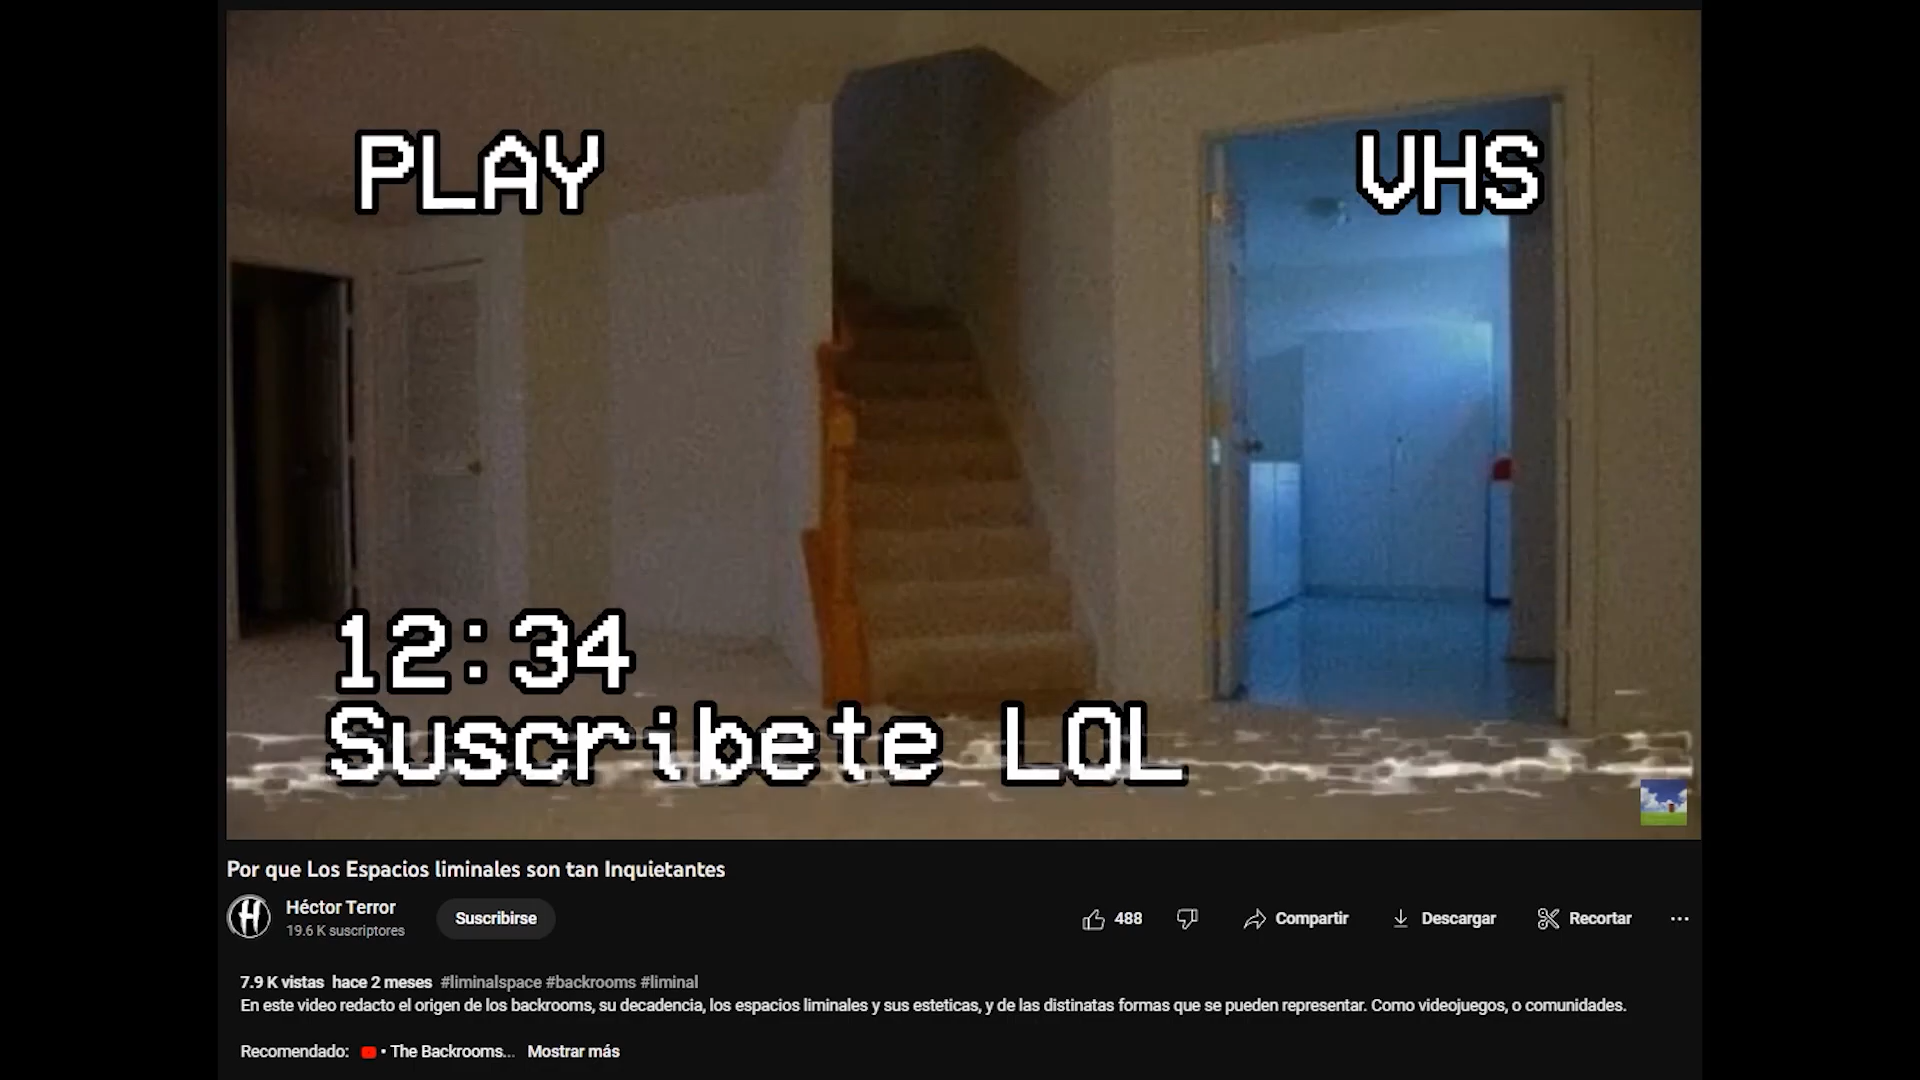 PLAY VHS
12:34
Suscribete LOL
Por que Los Espacios liminales son tan Inquietantes
Héctor Terror
19.6 K suscriptores
Suscribirse
488
Compartir
Descargar
Recortar
7.9 K vistas hace 2 meses #liminalspace #backrooms #liminal
En este video redacto el origen de los backrooms, su decadencia, los espacios liminales y sus esteticas, y de las distinatas formas que se pueden representar. Como videojuegos, o comunidades.
Recomendado: • The Backrooms... Mostrar más